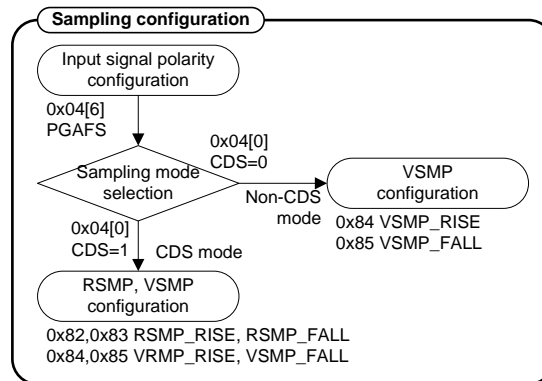 Sampling configuration
Input signal polarity
configuration
0x04[6]
PGAFS
0x04[0]
CDS=0
Sampling mode
selection
Non-CDS
mode
VSMP
configuration
0x84 VSMP_RISE
0x85 VSMP_FALL
0x04[0]
CDS=1
CDS mode
RSMP, VSMP
configuration
0x82,0x83 RSMP_RISE, RSMP_FALL
0x84,0x85 VRMP_RISE, VSMP_FALL